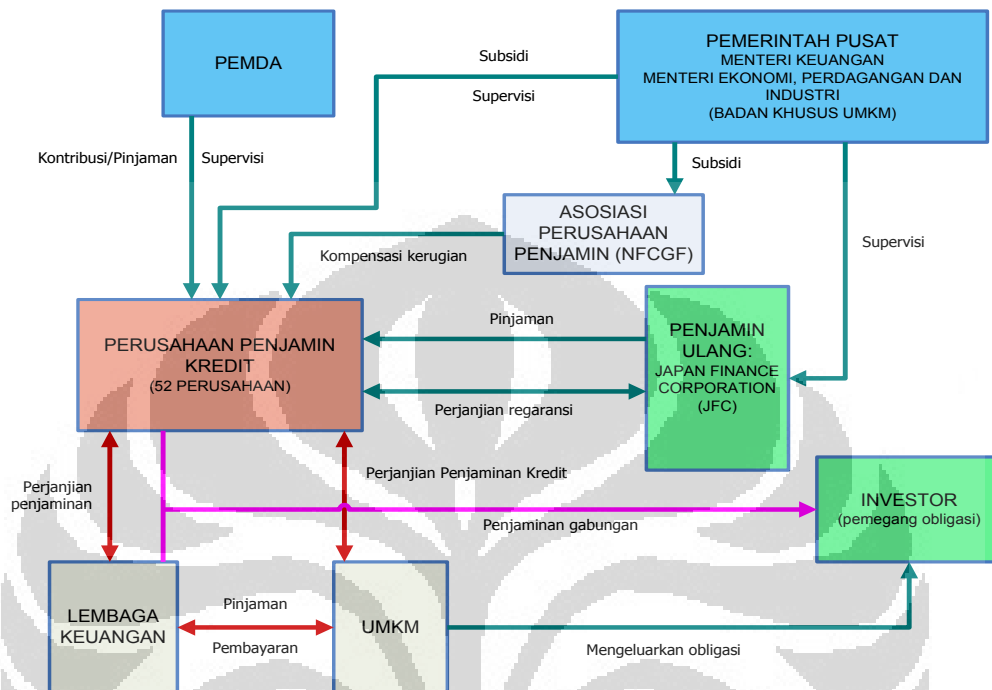 PEMDA
PEMERINTAH PUSAT
MENTERI KEUANGAN
MENTERI EKONOMI, PERDAGANGAN DAN
INDUSTRI
(BADAN KHUSUS UMKM)
Subsidi
Supervisi
Kontribusi/Pinjaman
Supervisi
Subsidi
ASOSIASI
PERUSAHAAN
PENJAMIN (NFCGF)
Supervisi
Kompensasi kerugian
PERUSAHAAN PENJAMIN
KREDIT
(52 PERUSAHAAN)
Pinjaman
PENJAMIN
ULANG:
JAPAN FINANCE
CORPORATION
(JFC)
Perjanjian regaransi
Perjanjian
penjaminan
Perjanjian Penjaminan Kredit
INVESTOR
(pemegang obligasi)
Penjaminan gabungan
LEMBAGA
KEUANGAN
Pinjaman
Pembayaran
UMKM
Mengeluarkan obligasi